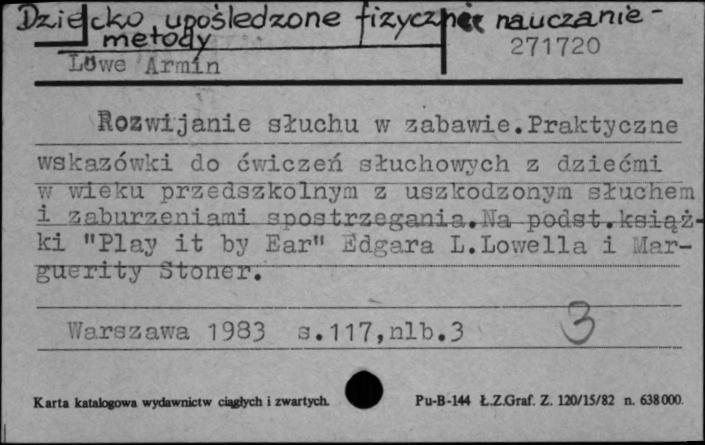 Dziecko upośledzone fizycznie nauczanie -
metody
271720
Löwe Armin
Rozwijanie słuchu w zabawie.Praktyczne
wskazówki do ćwiczeń słuchowych z dziećmi
w wieku przedszkolnym z uszkodzonym słuchem
i zaburzeniami spostrzegania.Na podst.książ-
ki "Play it by Ear" Edgara L.Lowella i Mar-
guerity Stoner.
Warszawa 1983 s.117,nlb.3
3
Karta katalogowa wydawnictw ciągłych i zwartych. Pu-B-144 Ł.Z.Graf. Z. 120/15/82 n. 638000.